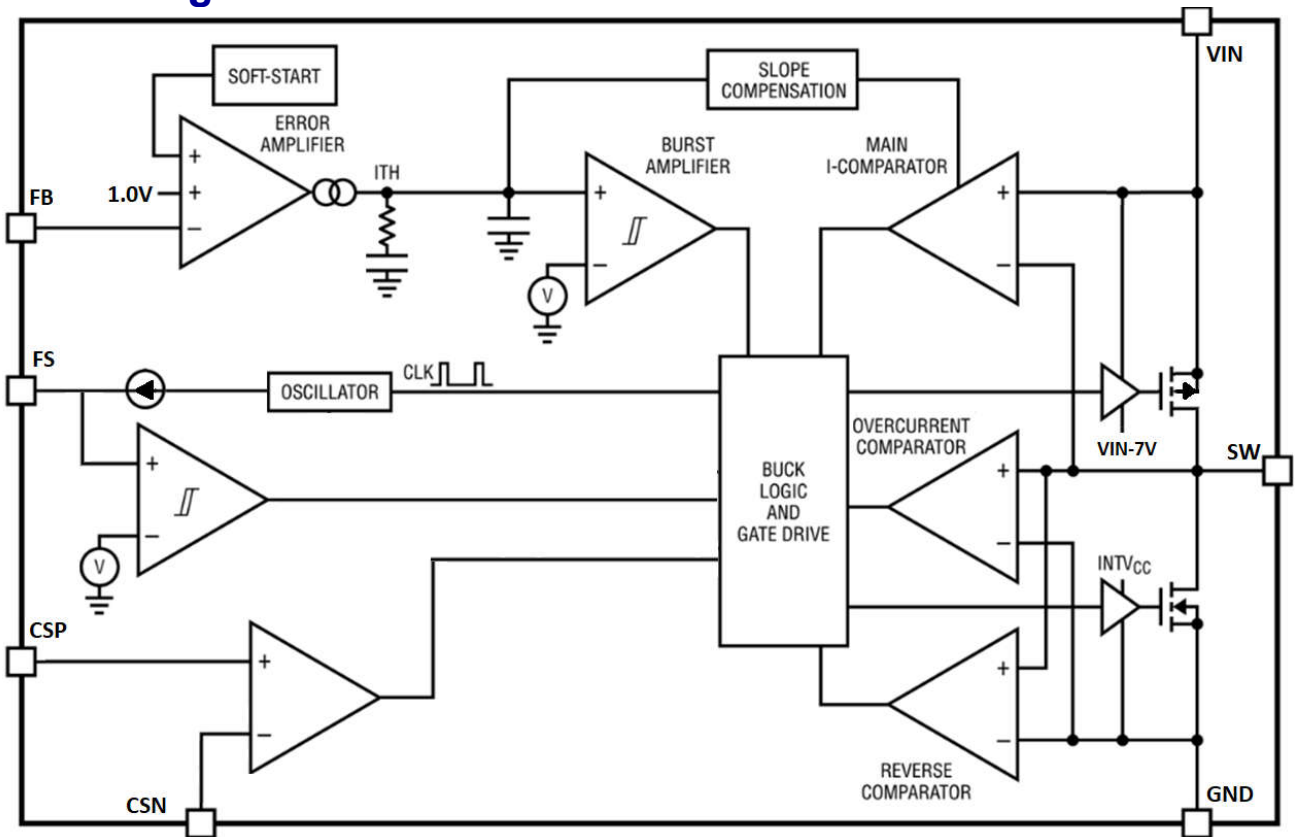 VIN
SOFT-START
SLOPE
COMPENSATION
ERROR
AMPLIFIER
+
+
-
1.0V
FB
ITH
BURST
AMPLIFIER
+
-
V
MAIN
I-COMPARATOR
+
-
FS
OSCILLATOR
CLK
+
-
V
BUCK
LOGIC
AND
GATE DRIVE
OVERCURRENT
COMPARATOR
+
-
VIN-7V
SW
INTVCC
CSP
+
-
CSN
+
-
REVERSE
COMPARATOR
GND